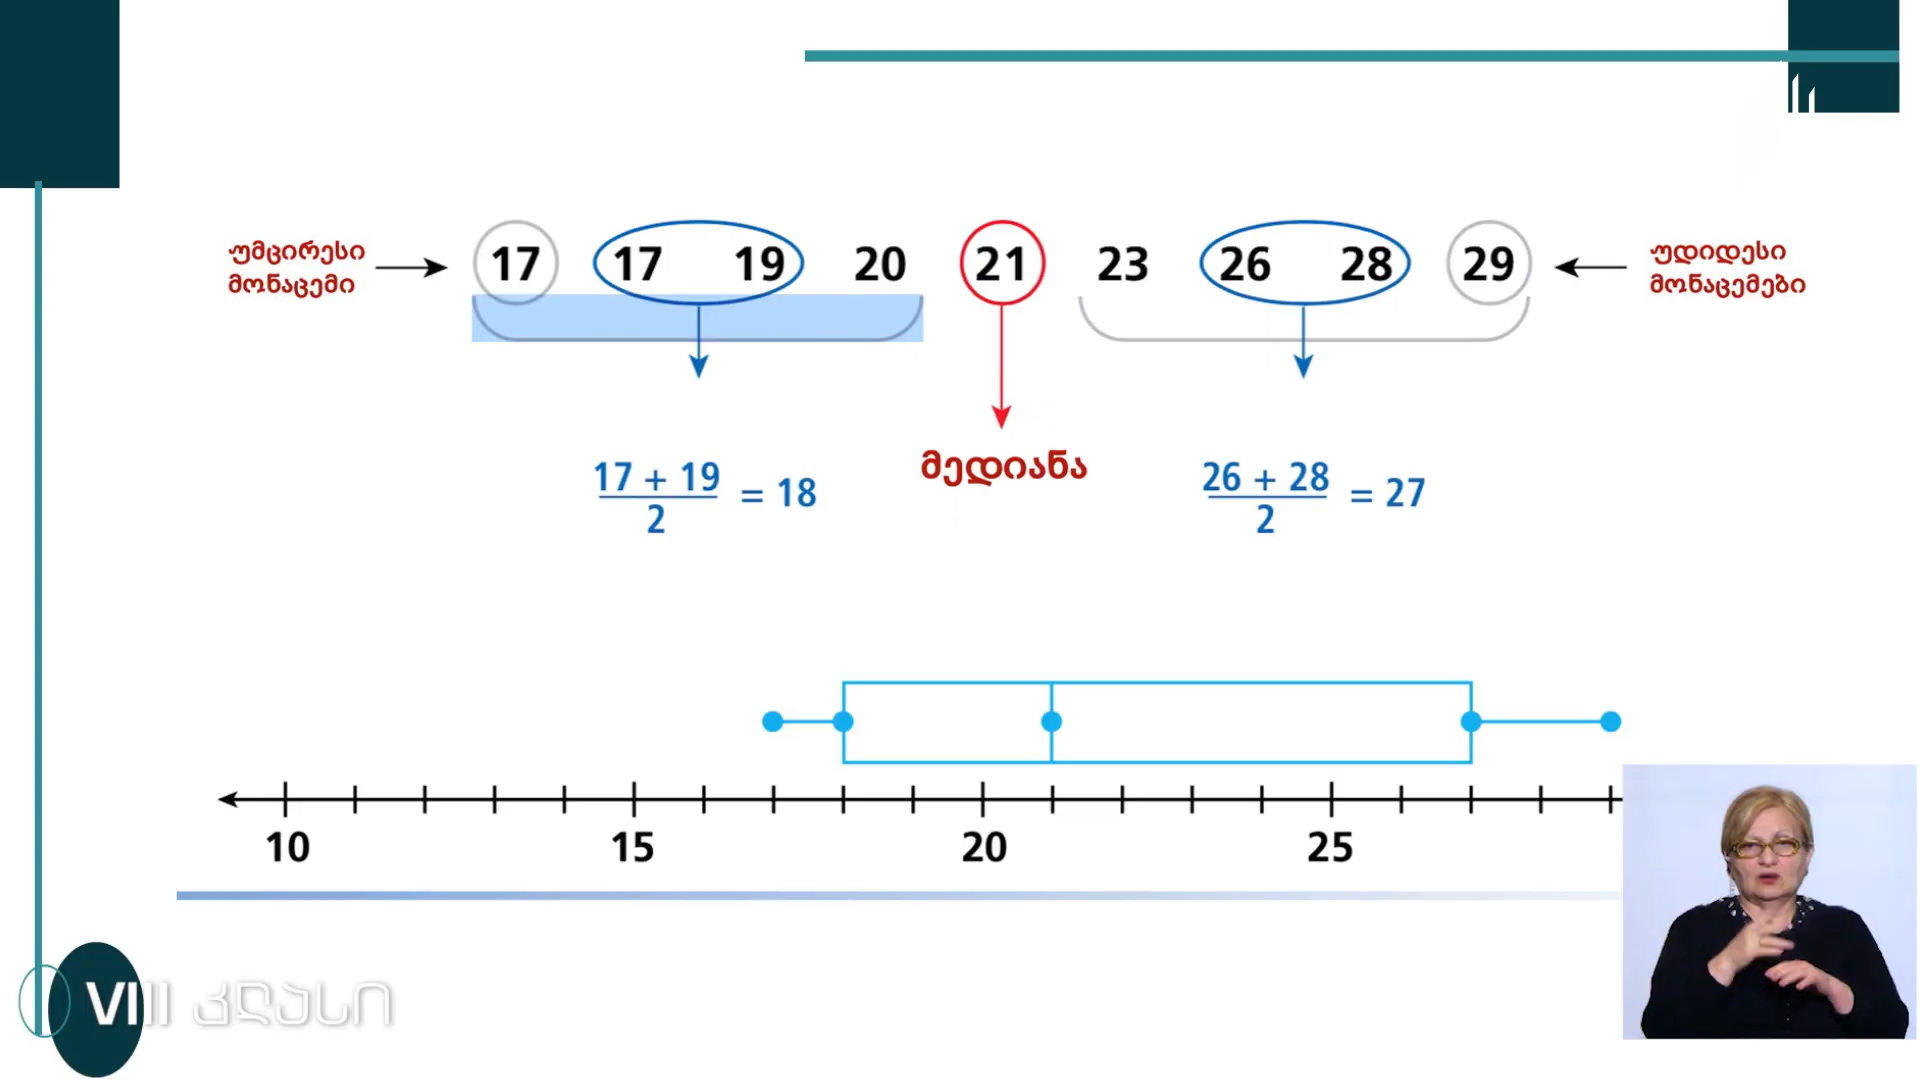 უმცირესი
მონაცემი
17 17 19 20 21 23 26 28 29
უდიდესი
მონაცემები
მედიანა
17 + 19
2
= 18
26 + 28
2
= 27
10 15 20 25
VIII კლასი